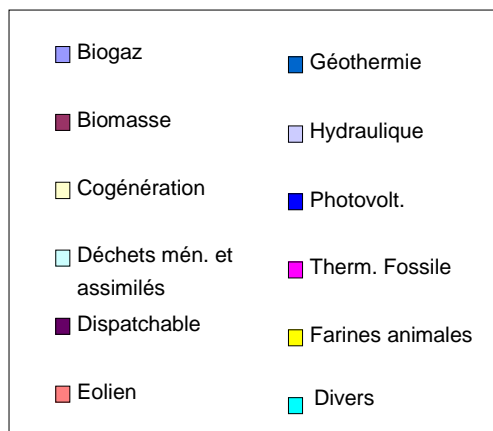 Biogaz
Biomasse
Cogénération
Déchets mén. et
assimilés
Dispatchable
Eolien
Géothermie
Hydraulique
Photovolt.
Therm. Fossile
Farines animales
Divers